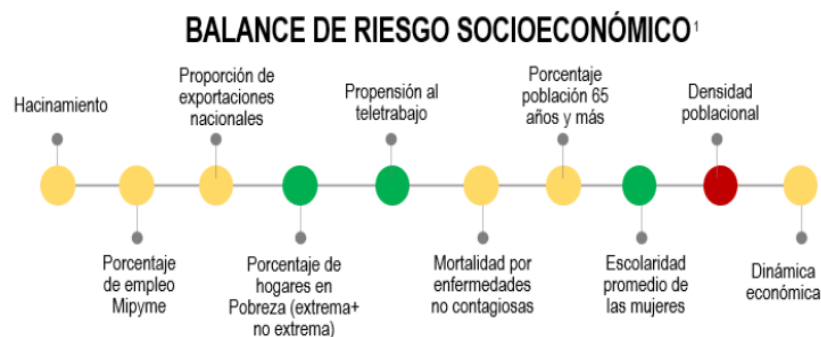 BALANCE DE RIESGO SOCIOECONÓMICO¹
Hacinamiento
Porcentaje
de empleo
Mipyme
Proporción de
exportaciones
nacionales
Porcentaje de
hogares en
Pobreza (extrema+
no extrema)
Propensión al
teletrabajo
Mortalidad por
enfermedades
no contagiosas
Porcentaje
población 65
años y más
Escolaridad
promedio de
las mujeres
Densidad
poblacional
Dinámica
económica